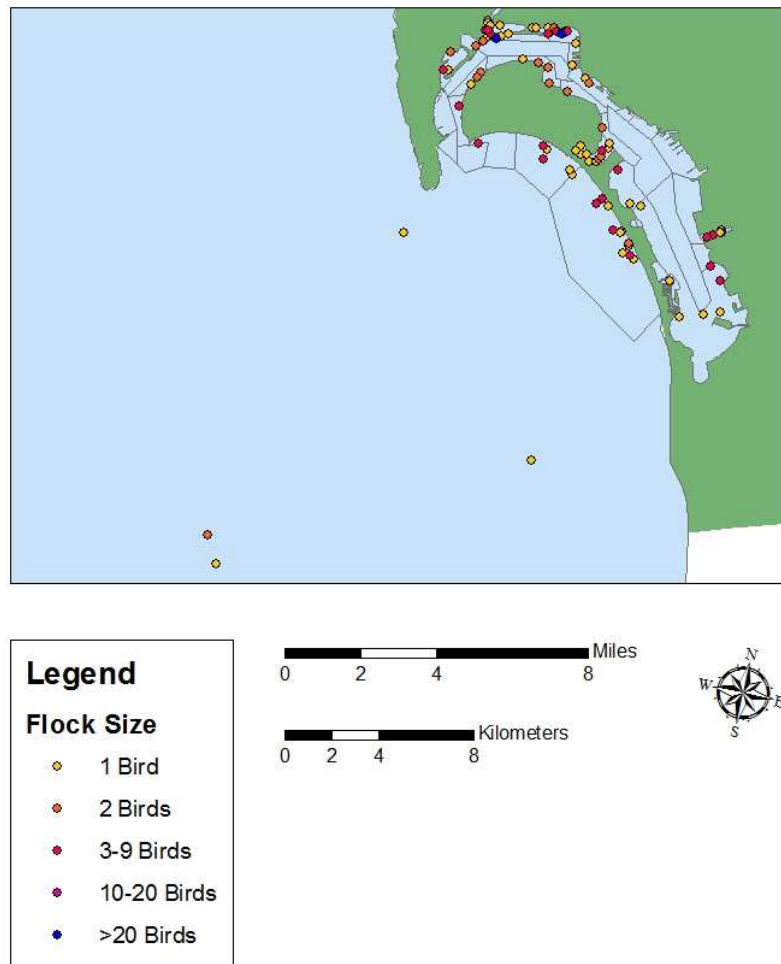 Legend
Flock Size
1 Bird
2 Birds
3-9 Birds
10-20 Birds
>20 Birds
Miles
0 2 4 8
Kilometers
0 2 4 8
N
W E
S